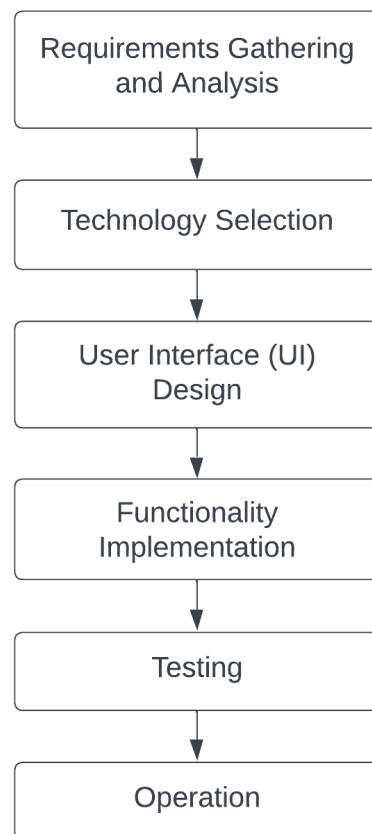 Requirements Gathering
and Analysis
Technology Selection
User Interface (UI)
Design
Functionality
Implementation
Testing
Operation